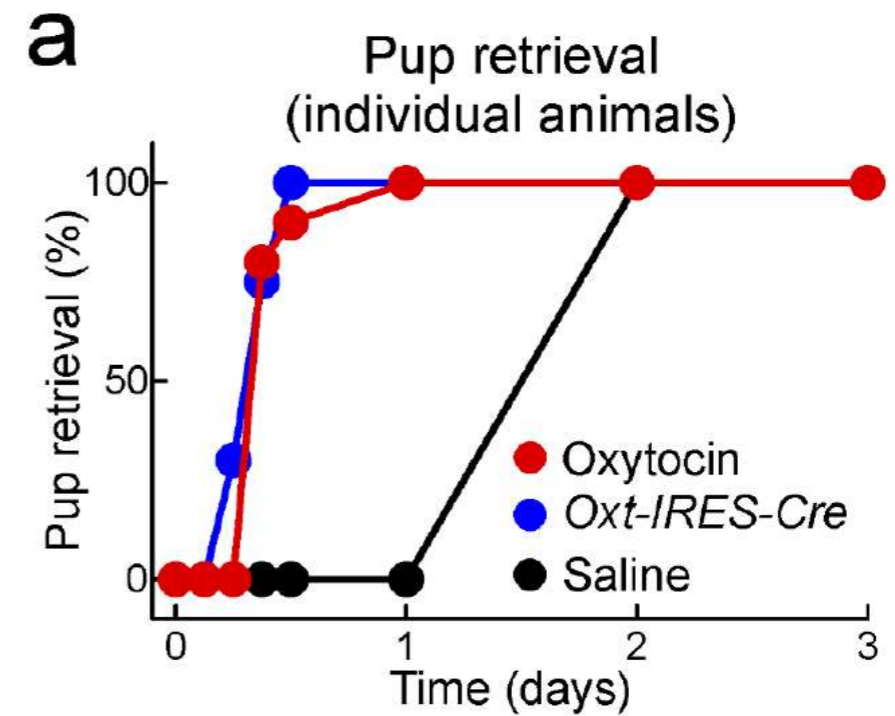 a
Pup retrieval
(individual animals)
Pup retrieval (%)
100
50
0
Oxytocin
Oxt-IRES-Cre
Saline
0 1 2 3
Time (days)